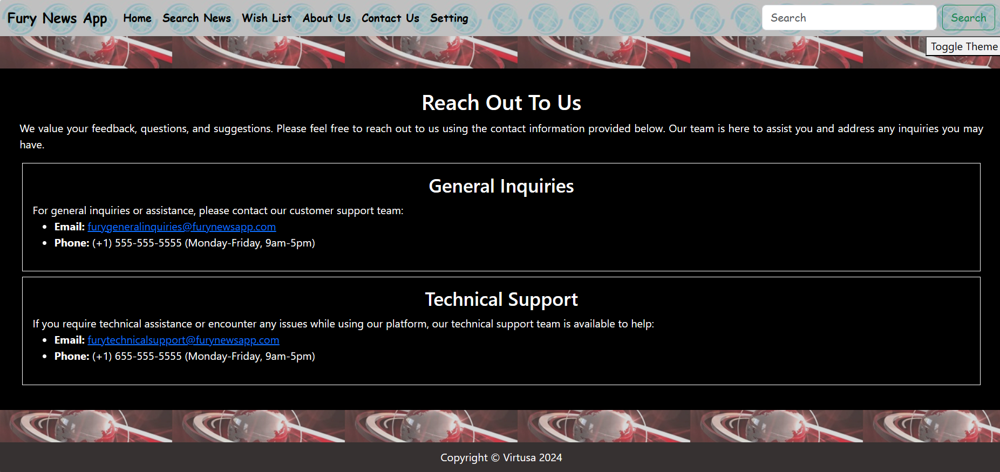 Fury News App Home Search News Wish List About Us Contact Us Setting Search Search
Toggle Theme
Reach Out To Us
We value your feedback, questions, and suggestions. Please feel free to reach out to us using the contact information provided below. Our team is here to assist you and address any inquiries you may
have.
General Inquiries
For general inquiries or assistance, please contact our customer support team:
• Email: furygeneralinquiries@furynewsapp.com
• Phone: (+1) 555-555-5555 (Monday-Friday, 9am-5pm)
Technical Support
If you require technical assistance or encounter any issues while using our platform, our technical support team is available to help:
• Email: furytechnicalsupport@furynewsapp.com
• Phone: (+1) 655-555-5555 (Monday-Friday, 9am-5pm)
Copyright © Virtusa 2024